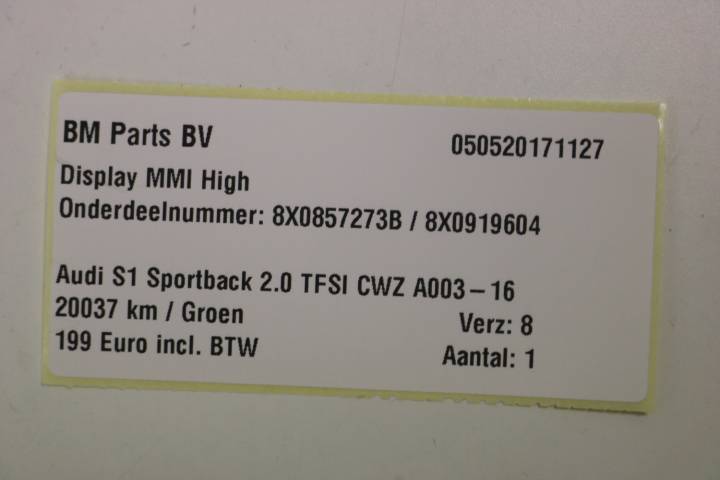 BM Parts BV 050520171127
Display MMI High
Onderdeelnummer: 8X0857273B / 8X0919604
Audi S1 Sportback 2.0 TFSI CWZ A003-16
20037 km / Groen Verz: 8
199 Euro incl. BTW Aantal: 1